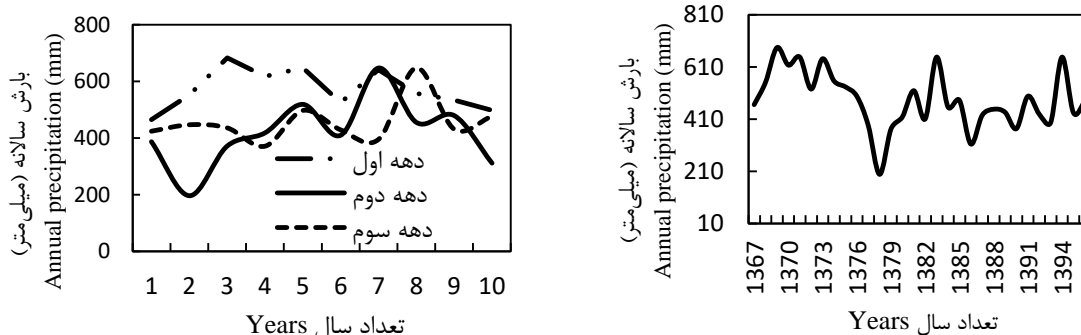 800
600
400
200
0
بارش سالانه (میلی‌متر)
Annual precipitation (mm)
دهه اول
دهه دوم
دهه سوم
1 2 3 4 5 6 7 8 9 10
تعداد سال Years
810
610
410
210
10
بارش سالانه (میلی‌متر)
Annual precipitation (mm)
1367 1370 1373 1376 1379 1382 1385 1388 1391 1394
تعداد سال Years